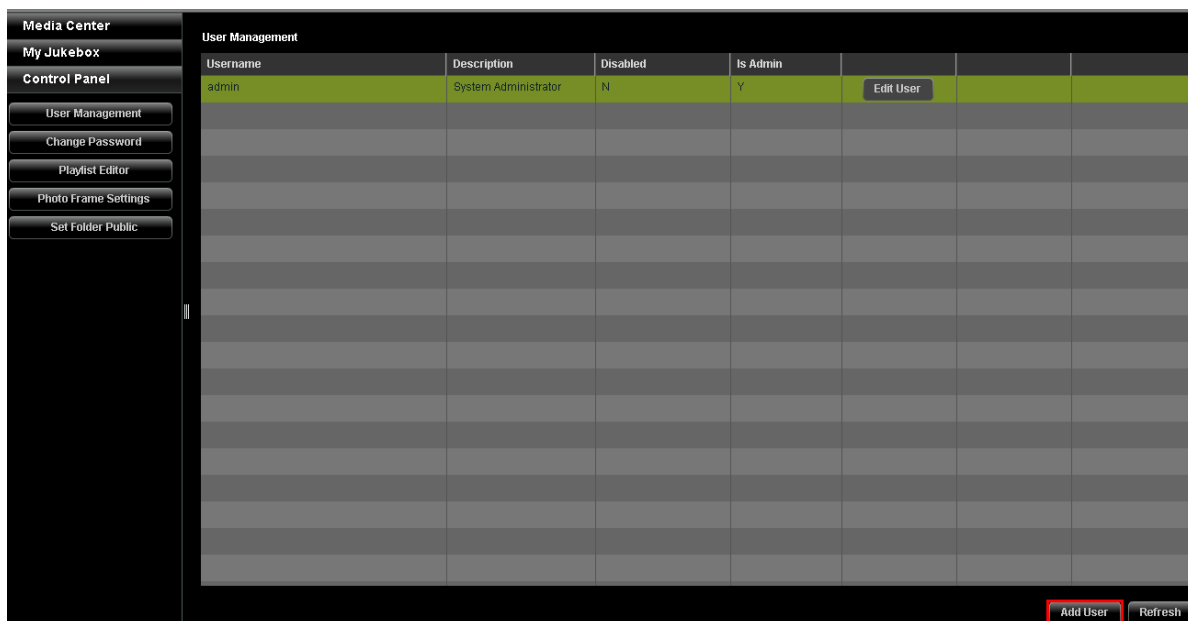 Media Center
My Jukebox
Control Panel
User Management
Change Password
Playlist Editor
Photo Frame Settings
Set Folder Public
User Management
Username Description Disabled Is Admin
admin System Administrator N Y Edit User
Add User Refresh